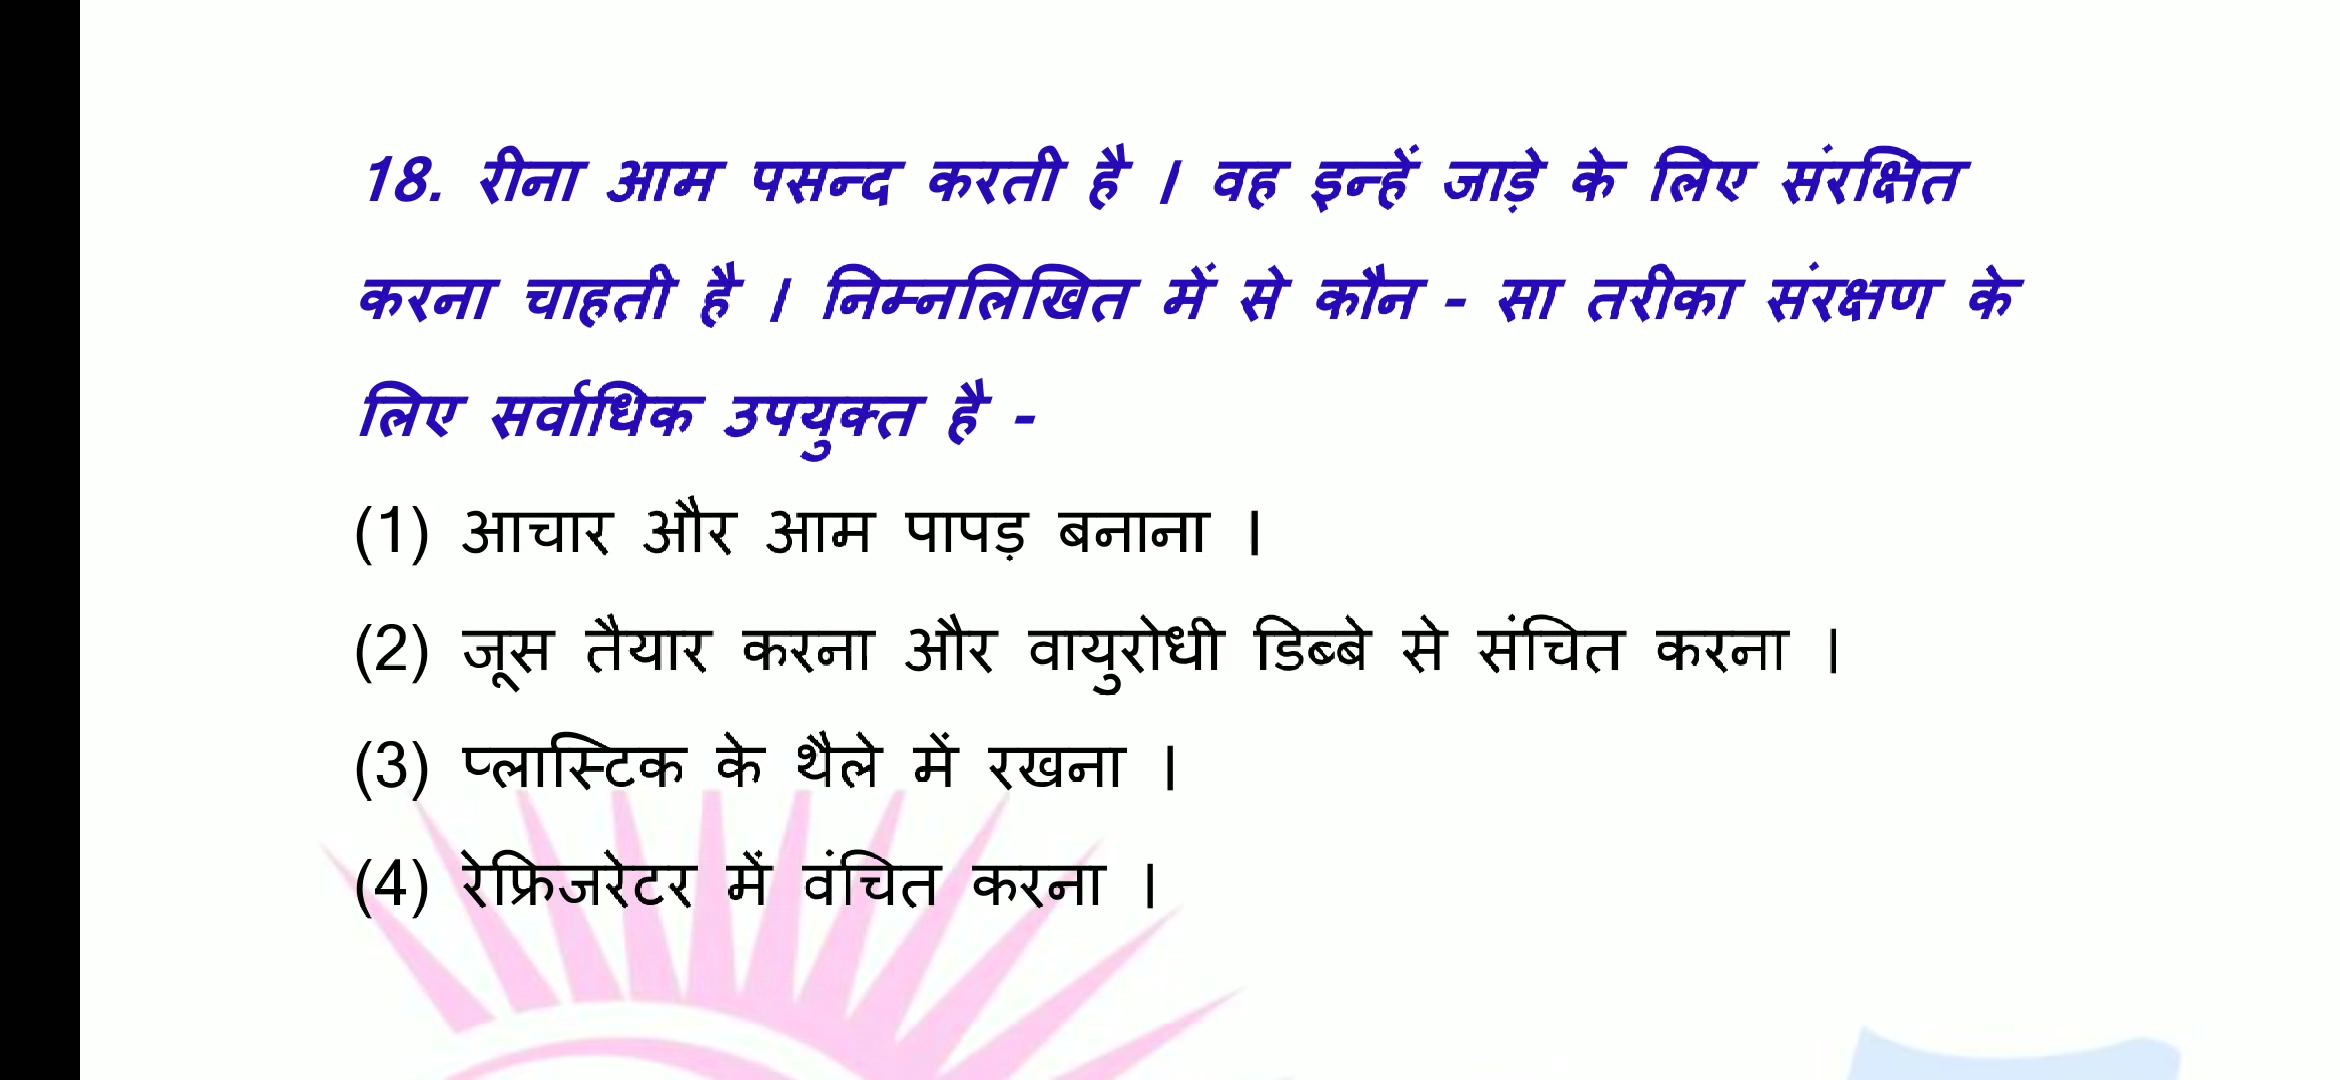 18. रीना आम पसन्द करती है । वह इन्हें जाड़े के लिए संरक्षित
करना चाहती है । निम्नलिखित में से कौन - सा तरीका संरक्षण के
लिए सर्वाधिक उपयुक्त है -
(1) आचार और आम पापड़ बनाना ।
(2) जूस तैयार करना और वायुरोधी डिब्बे से संचित करना ।
(3) प्लास्टिक के थैले में रखना ।
(4) रेफ्रिजरेटर में वंचित करना ।